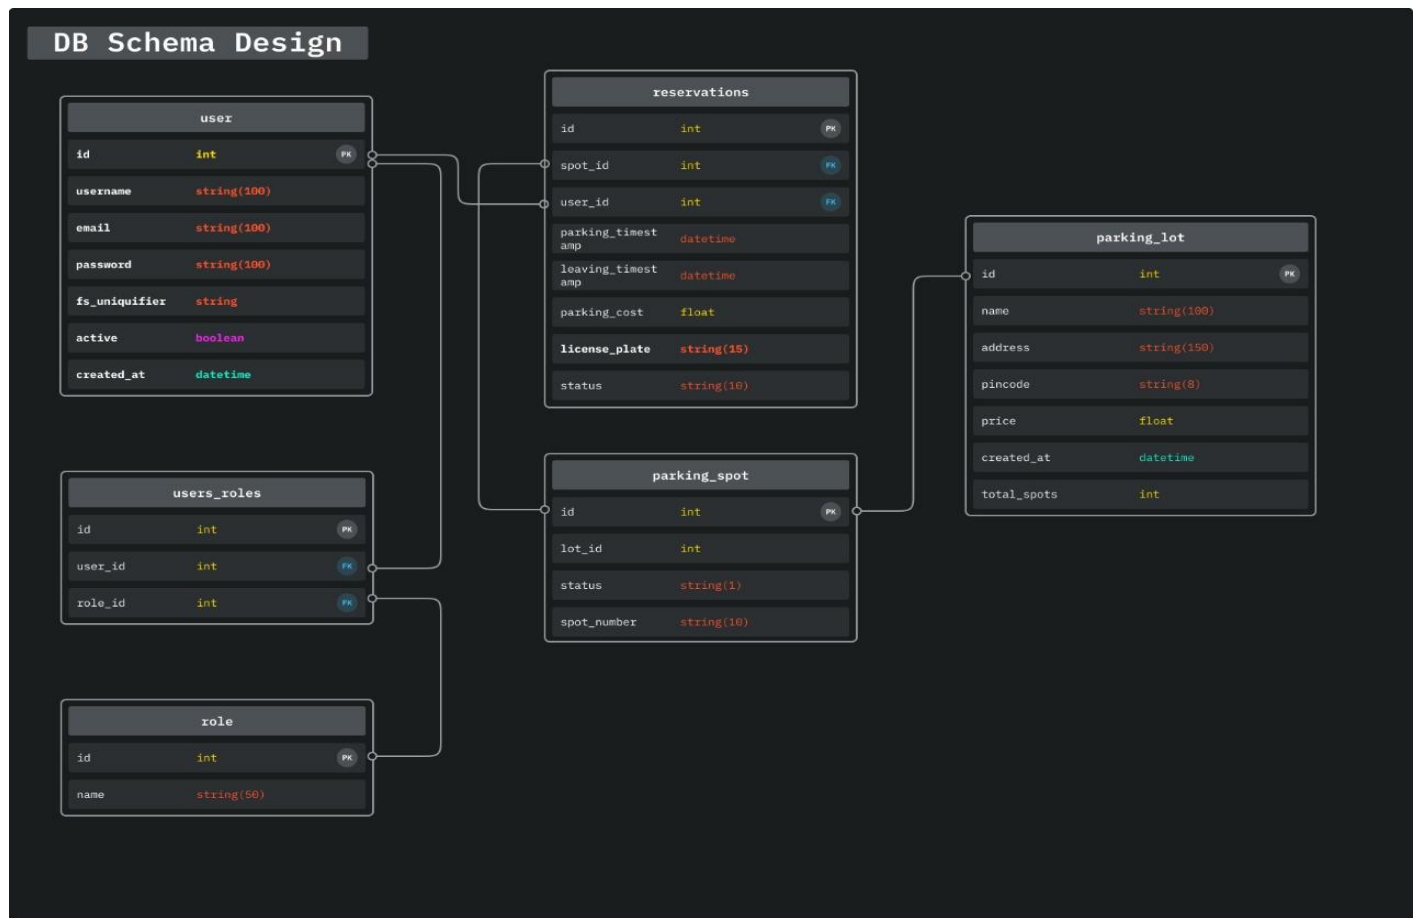 DB Schema Design
user
id int PK
username string(100)
email string(100)
password string(100)
fs_uniquifier string
active boolean
created_at datetime
users_roles
id int PK
user_id int FK
role_id int FK
role
id int PK
name string(50)
reservations
id int PK
spot_id int FK
user_id int FK
parking_timest
amp datetime
leaving_timest
amp datetime
parking_cost float
license_plate string(15)
status string(10)
parking_spot
id int PK
lot_id int
status string(1)
spot_number string(10)
parking_lot
id int PK
name string(100)
address string(150)
pincode string(8)
price float
created_at datetime
total_spots int